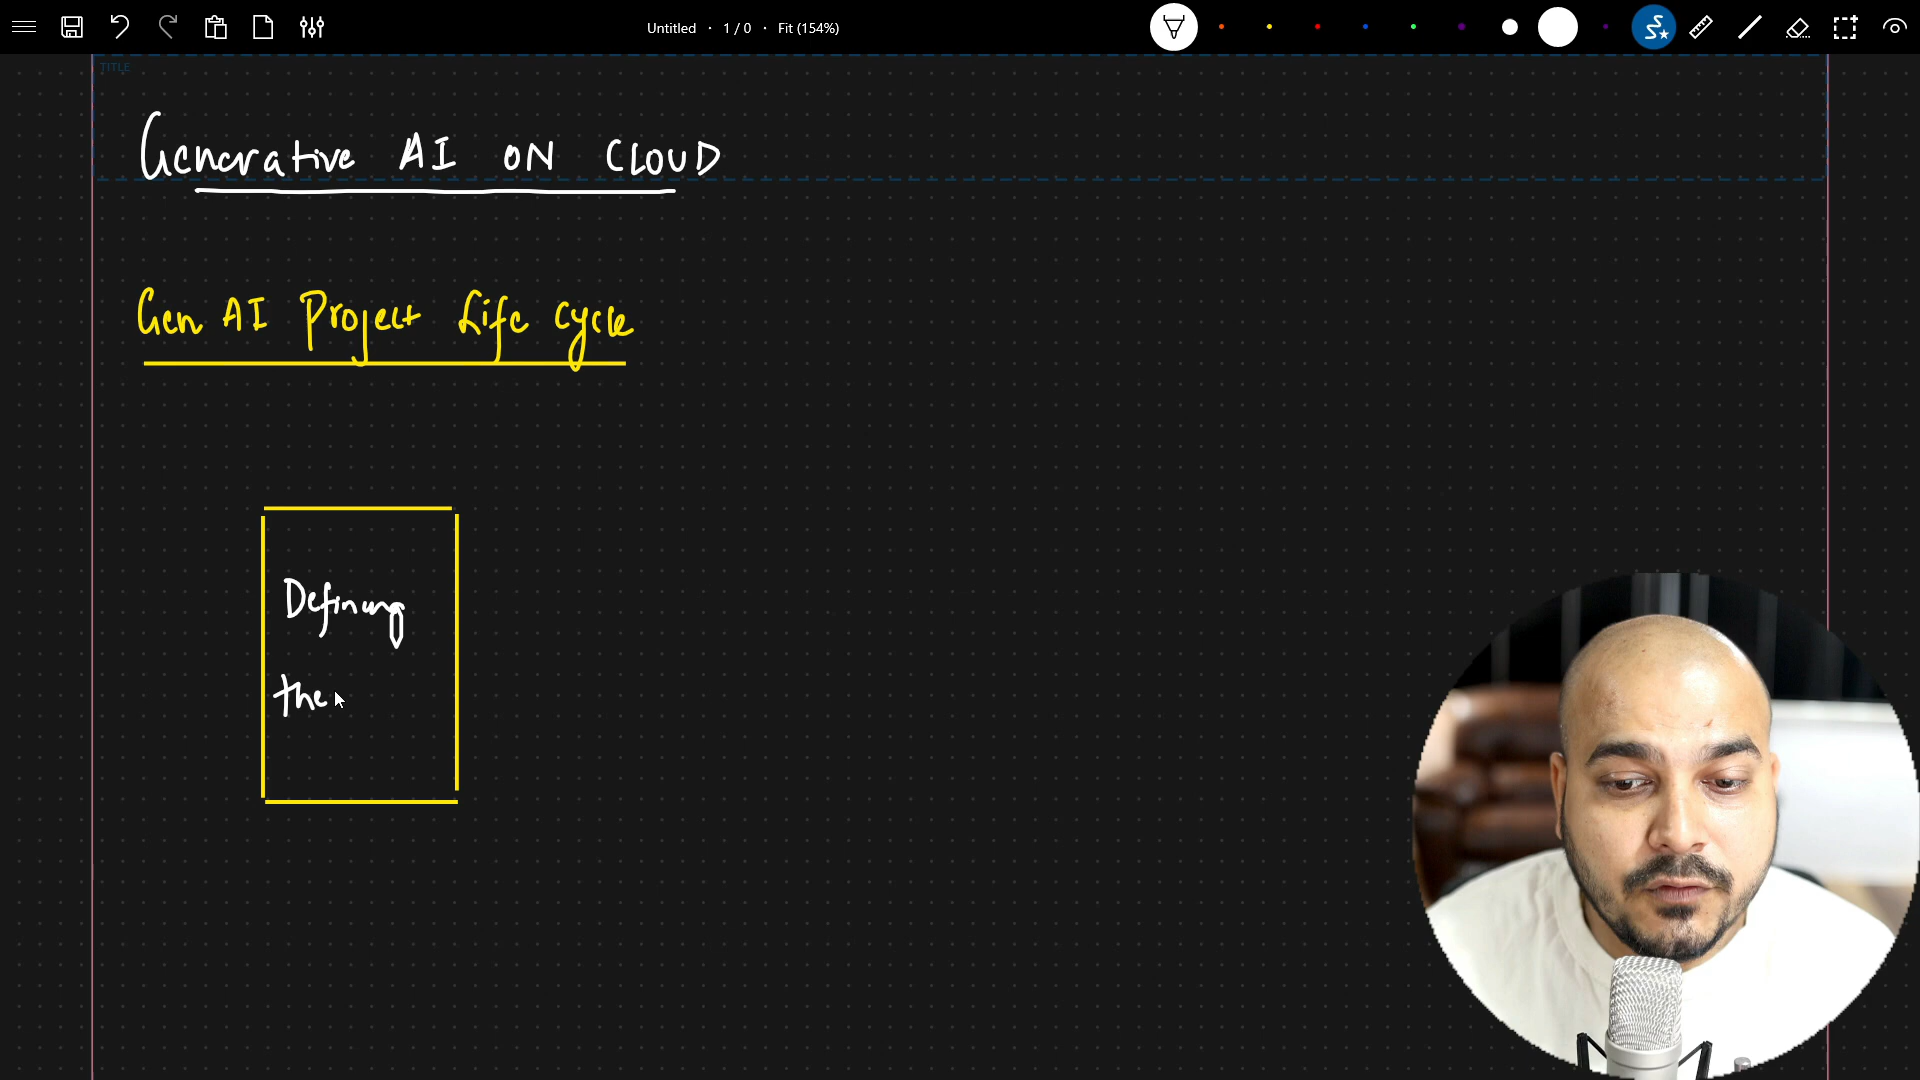 Untitled · 1 / 0 · Fit (154%)
TITLE
Generative AI ON CLOUD
Gen AI Project Life Cycle
Defining
the